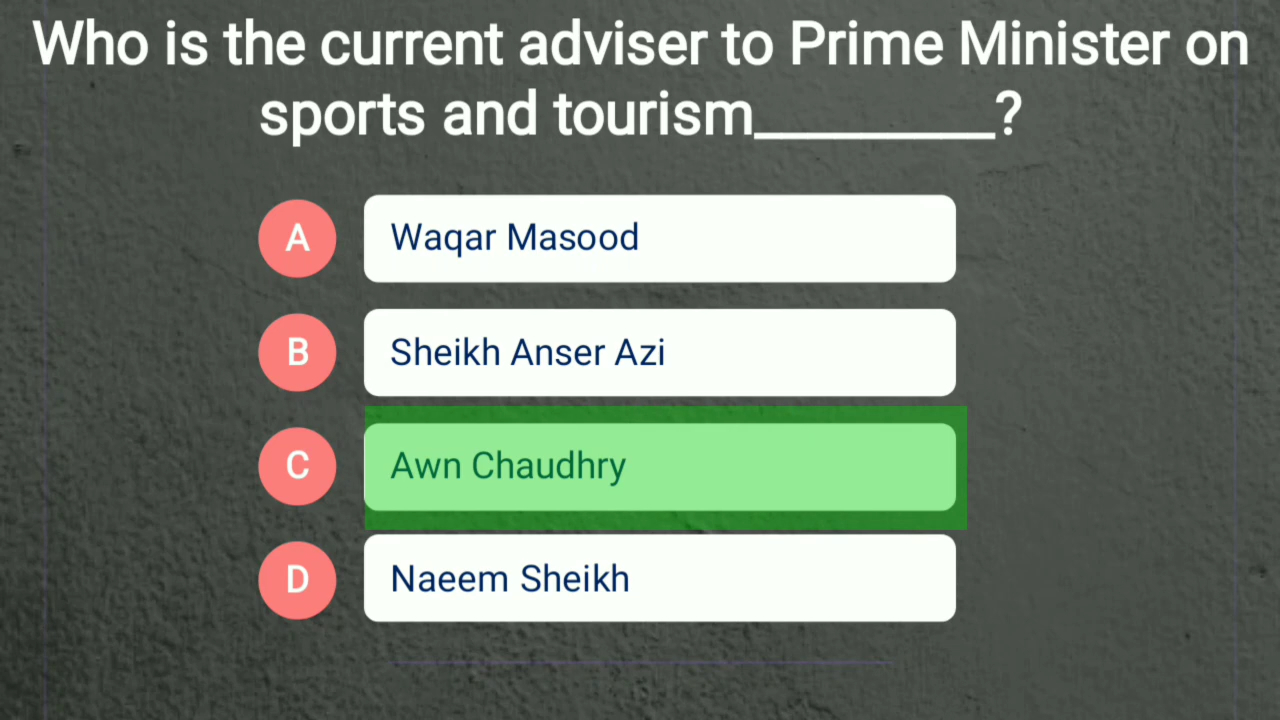 Who is the current adviser to Prime Minister on
sports and tourism_________?
A Waqar Masood
B Sheikh Anser Azi
C Awn Chaudhry
D Naeem Sheikh